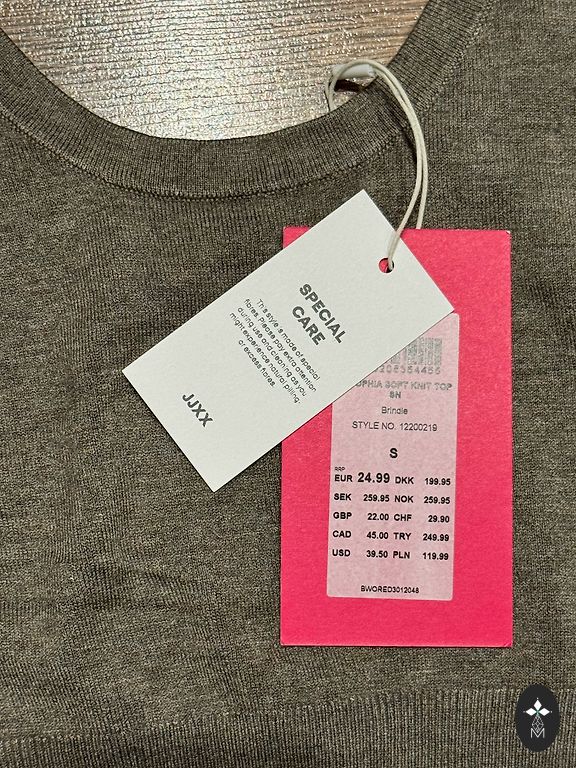 SPECIAL
CARE
This style is made of special
fibres. Please pay extra attention
during use and cleaning as you
might experience natural pilling,
or excess fibres.
JJXX
SOFT KNIT TOP
SN
Brindle
STYLE NO. 12200219
S
RRP
EUR 24.99 DKK 199.95
SEK 259.95 NOK 259.95
GBP 22.00 CHF 29.90
CAD 45.00 TRY 249.99
USD 39.50 PLN 119.99
BWORED3012048
M